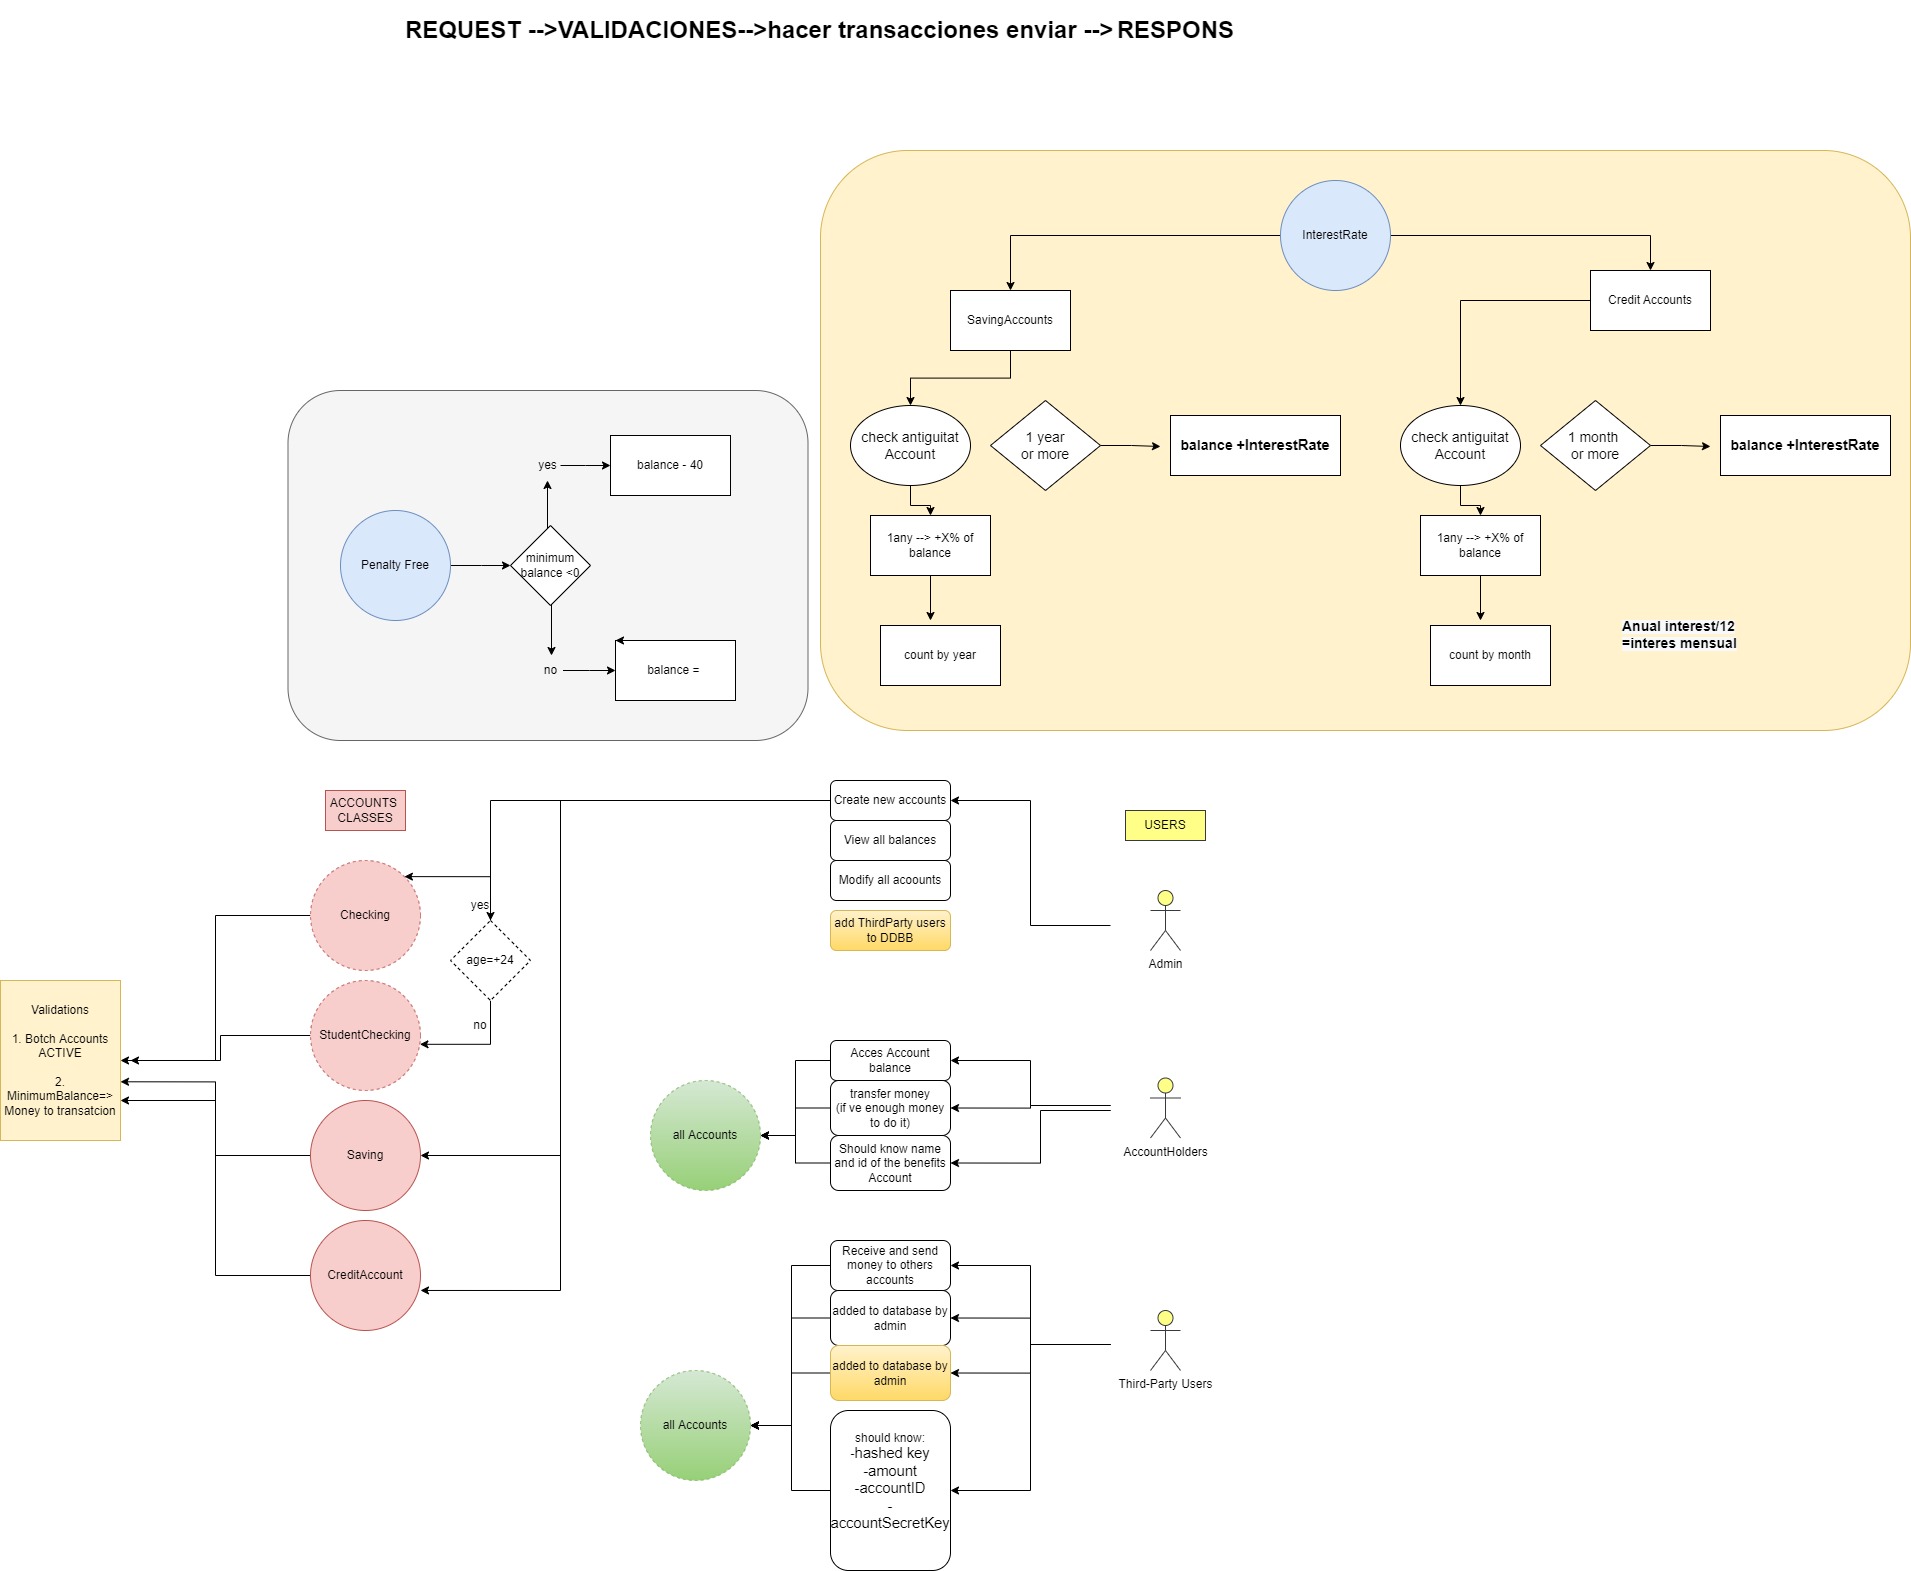 REQUEST -->VALIDACIONES-->hacer transacciones enviar --> RESPONS
InterestRate
SavingAccounts
Credit Accounts
check antiguitat
Account
1 year
or more
balance +InterestRate
check antiguitat
Account
1 month
or more
balance +InterestRate
1any --> +X% of
balance
1any --> +X% of
balance
count by year
count by month
Anual interest/12
=interes mensual
yes
balance - 40
Penalty Free
minimum
balance <0
no
balance =
ACCOUNTS
CLASSES
Checking
yes
age=+24
no
StudentChecking
Saving
CreditAccount
Validations
1. Botch Accounts
ACTIVE
2.
MinimumBalance=>
Money to transatcion
Create new accounts
View all balances
Modify all acoounts
add ThirdParty users
to DDBB
USERS
Admin
Acces Account
balance
transfer money
(if ve enough money
to do it)
Should know name
and id of the benefits
Account
all Accounts
AccountHolders
Receive and send
money to others
accounts
added to database by
admin
added to database by
admin
should know:
-hashed key
-amount
-accountID
-
accountSecretKey
all Accounts
Third-Party Users